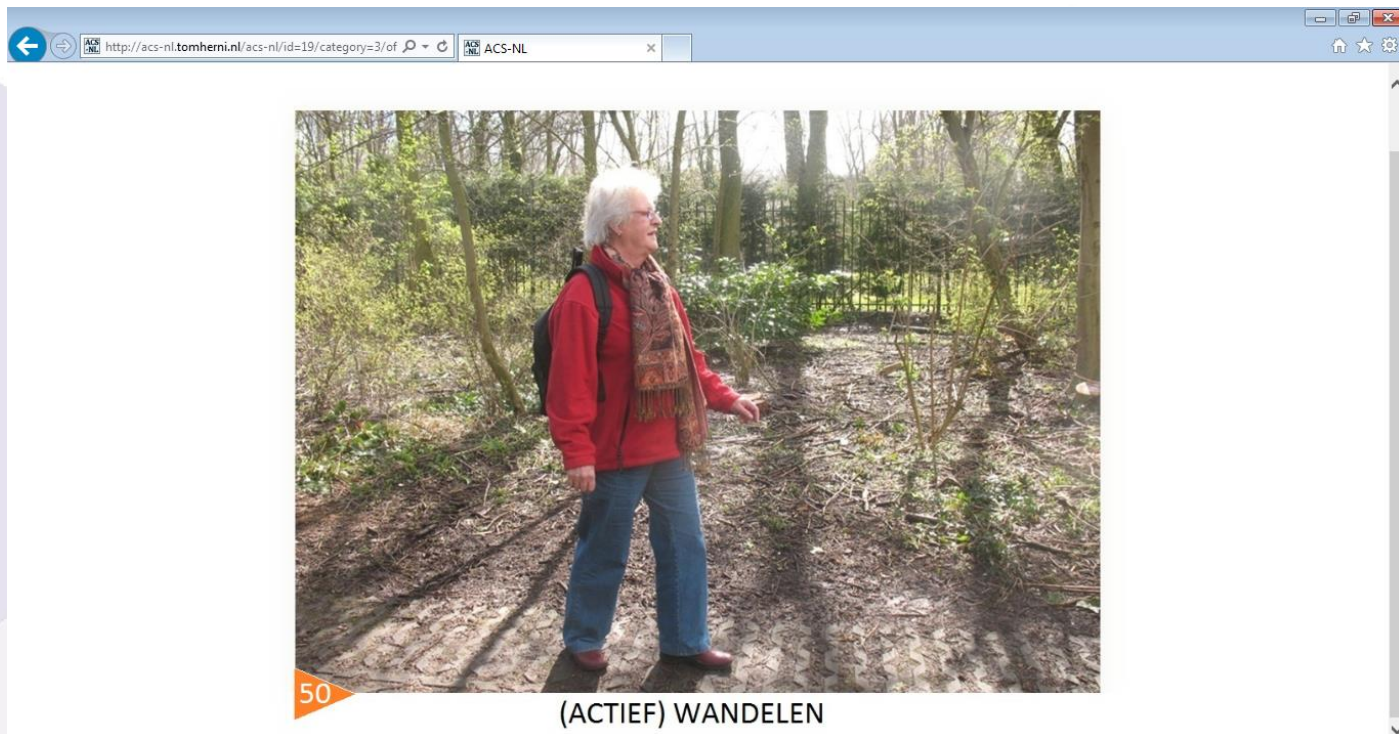 http://acs-nl.tomherni.nl/acs-nl/id=19/category=3/of
ACS-NL
ACS-NL
50
(ACTIEF) WANDELEN